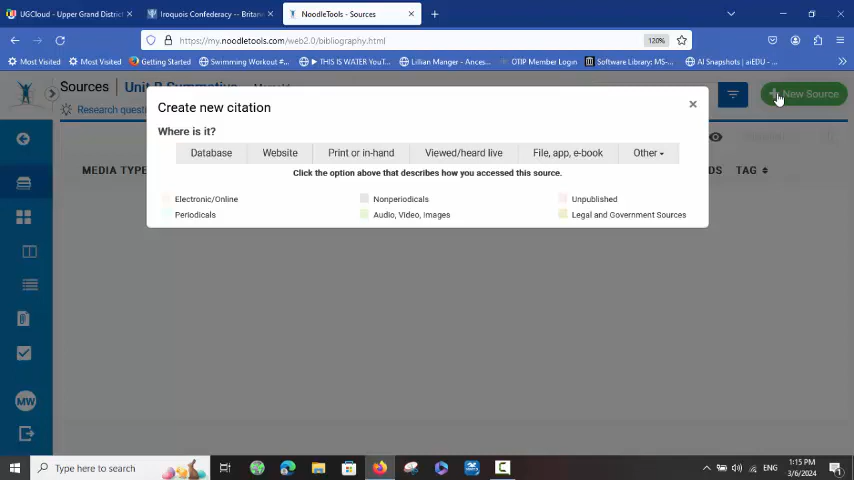 UGCloud - Upper Grand District
Iroquois Confederacy -- Britann
NoodleTools - Sources
https://my.noodletools.com/web2.0/bibliography.html
120%
Most Visited
Most Visited
Getting Started
Swimming Workout #...
▶ THIS IS WATER YouT...
Lillian Manger - Ances...
OTIP Member Login
Software Library: MS-...
AI Snapshots | aiEDU - ...
Sources
New Source
Research quest
Create new citation
Where is it?
Database
Website
Print or in-hand
Viewed/heard live
File, app, e-book
Other
Click the option above that describes how you accessed this source.
Electronic/Online
Nonperiodicals
Unpublished
Periodicals
Audio, Video, Images
Legal and Government Sources
MEDIA TYPE
DS
TAG
MW
Type here to search
ENG
1:15 PM
3/6/2024